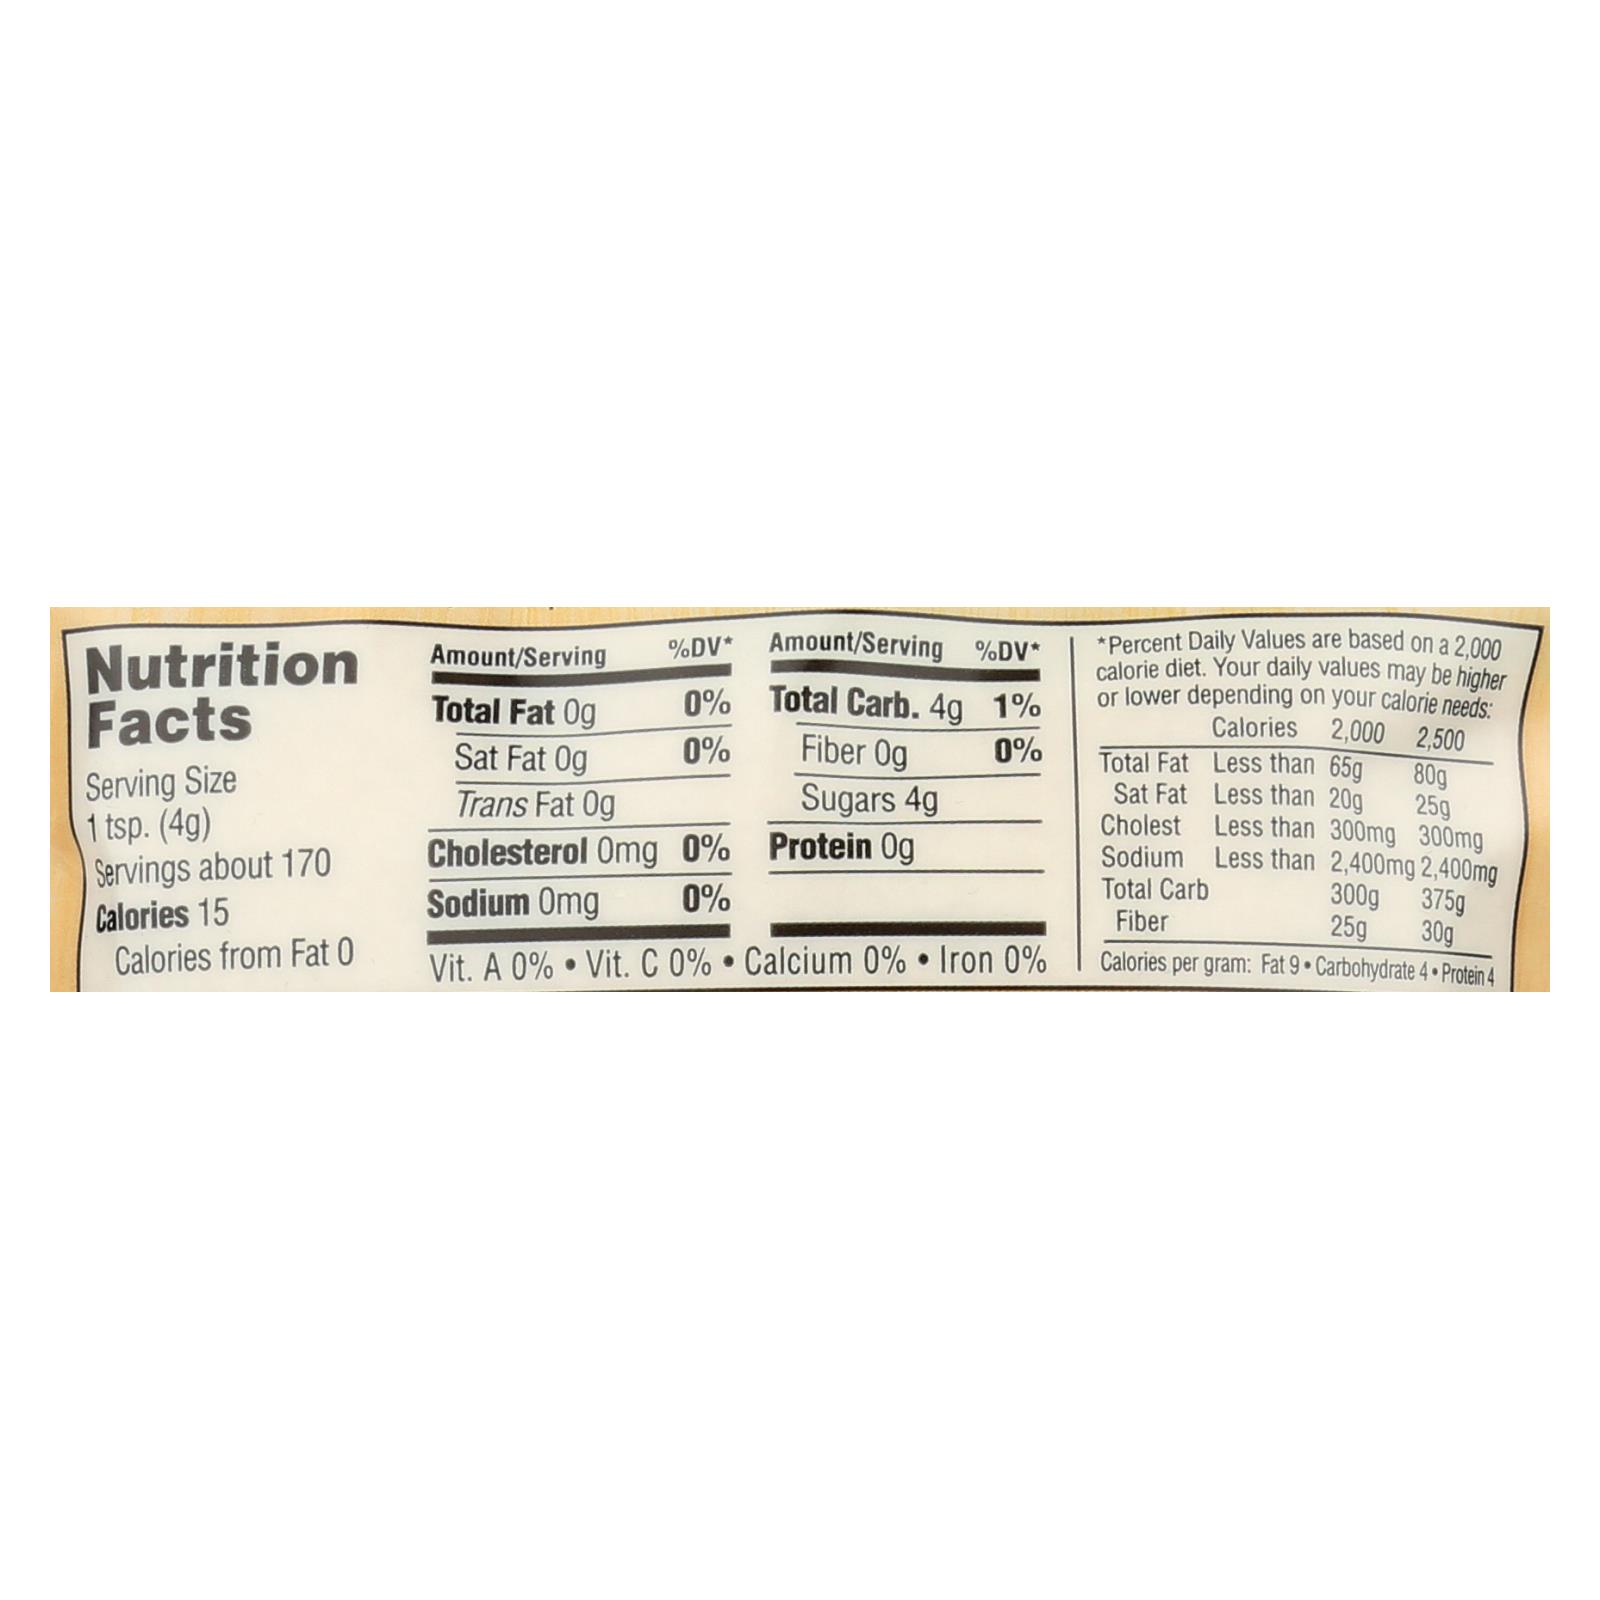 Nutrition
Facts
Serving Size
1 tsp. (4g)
Servings about 170
Calories 15
Calories from Fat 0
Amount/Serving %DV*
Total Fat 0g 0%
Sat Fat 0g 0%
Trans Fat 0g
Cholesterol 0mg 0%
Sodium 0mg 0%
Amount/Serving %DV*
Total Carb. 4g 1%
Fiber 0g 0%
Sugars 4g
Protein 0g
Vit. A 0% • Vit. C 0% • Calcium 0% • Iron 0%
*Percent Daily Values are based on a 2,000
calorie diet. Your daily values may be higher
or lower depending on your calorie needs:
Calories 2,000 2,500
Total Fat Less than 65g 80g
Sat Fat Less than 20g 25g
Cholest Less than 300mg 300mg
Sodium Less than 2,400mg 2,400mg
Total Carb 300g 375g
Fiber 25g 30g
Calories per gram: Fat 9 • Carbohydrate 4 • Protein 4